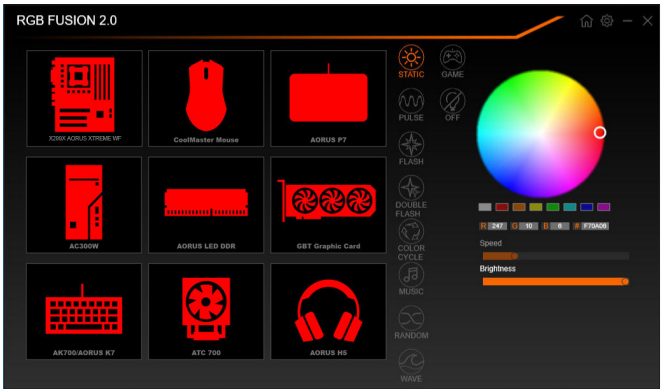 RGB FUSION 2.0
X299X AORUS XTREME WF
CoolMaster Mouse
AORUS P7
AC300W
AORUS LED DDR
GBT Graphic Card
AK700/AORUS K7
ATC 700
AORUS H5
STATIC
GAME
PULSE
OFF
FLASH
DOUBLE
FLASH
COLOR
CYCLE
MUSIC
RANDOM
WAVE
R 247 G 10 B 6 # F70A06
Speed
Brightness